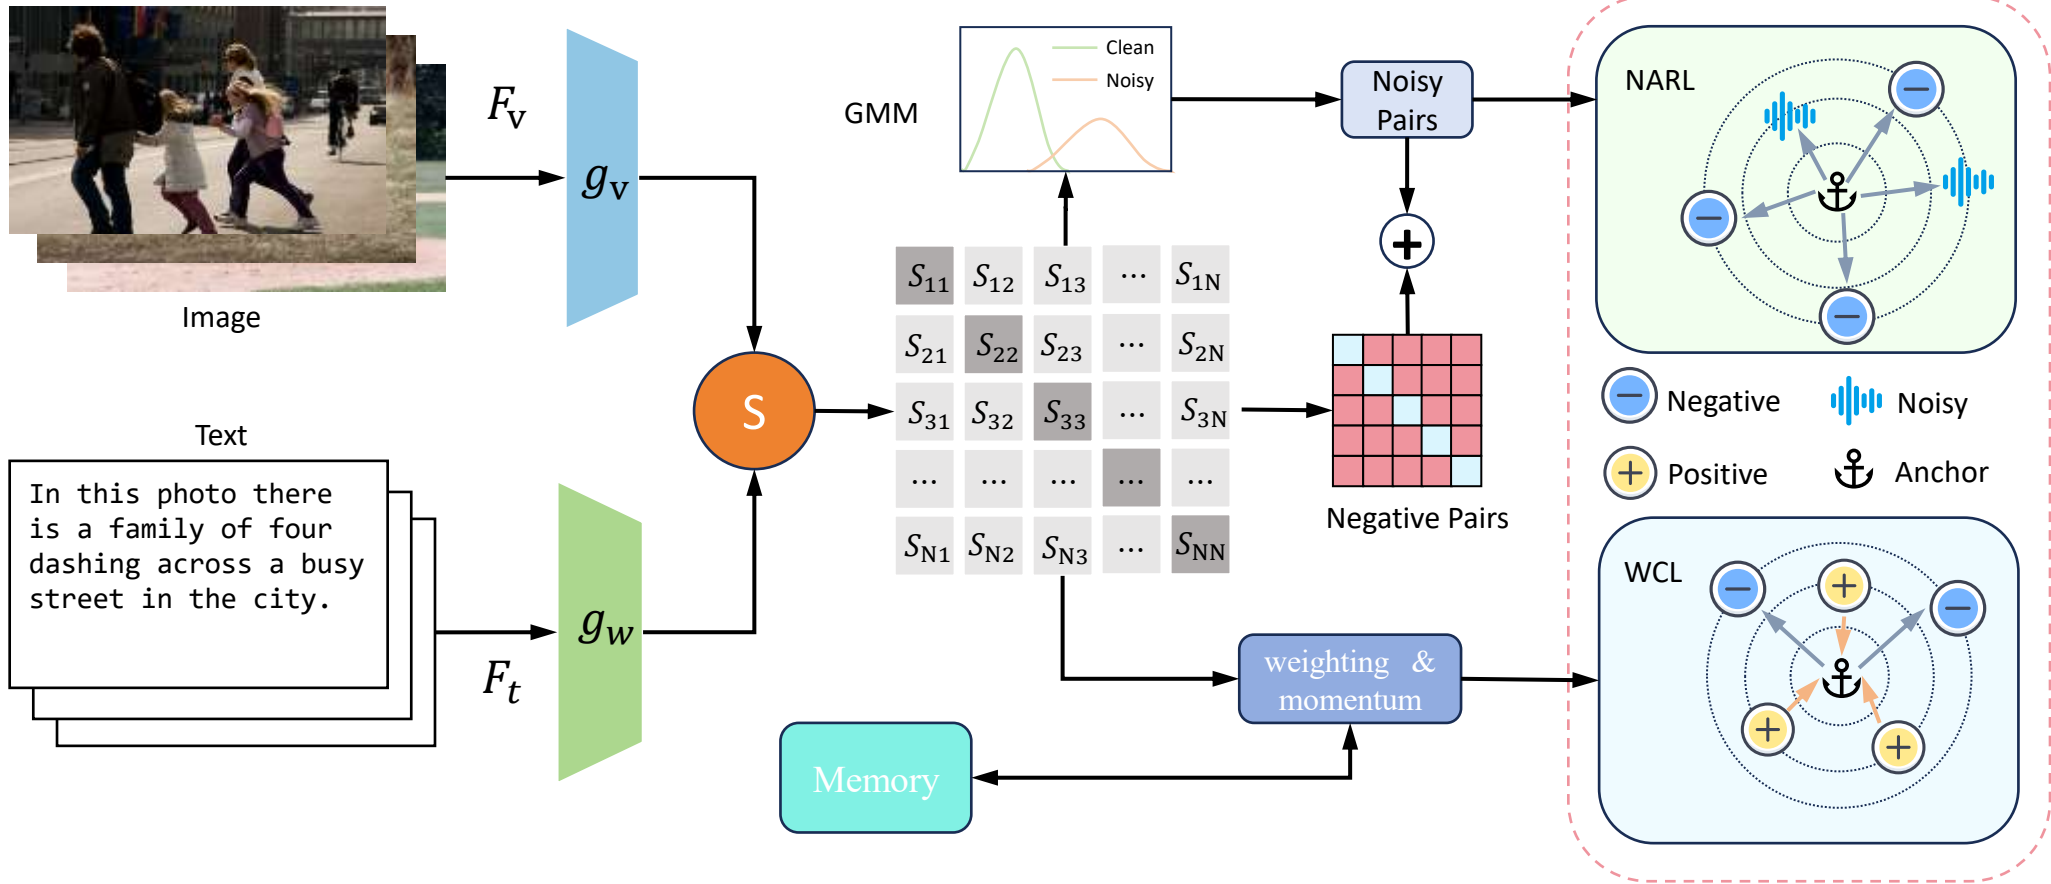 Image
F_v
g_v
Text
In this photo there
is a family of four
dashing across a busy
street in the city.
F_t
g_w
S
GMM
Clean
Noisy
S_11 S_12 S_13 ... S_1N
S_21 S_22 S_23 ... S_2N
S_31 S_32 S_33 ... S_3N
... ... ... ... ...
S_N1 S_N2 S_N3 ... S_NN
Noisy
Pairs
+
Negative Pairs
weighting &
momentum
Memory
NARL
Negative
Noisy
Positive
Anchor
WCL